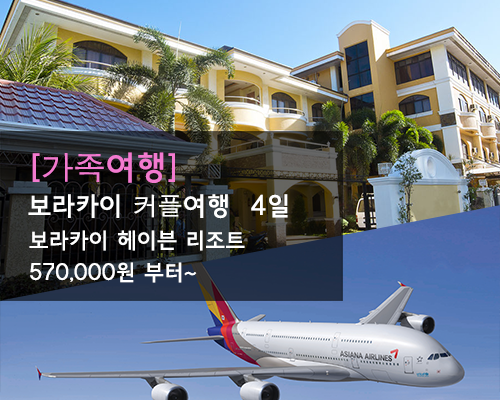 [가족여행]
보라카이 커플여행 4일
보라카이 헤이븐 리조트
570,000원 부터~
ASIANA AIRLINES